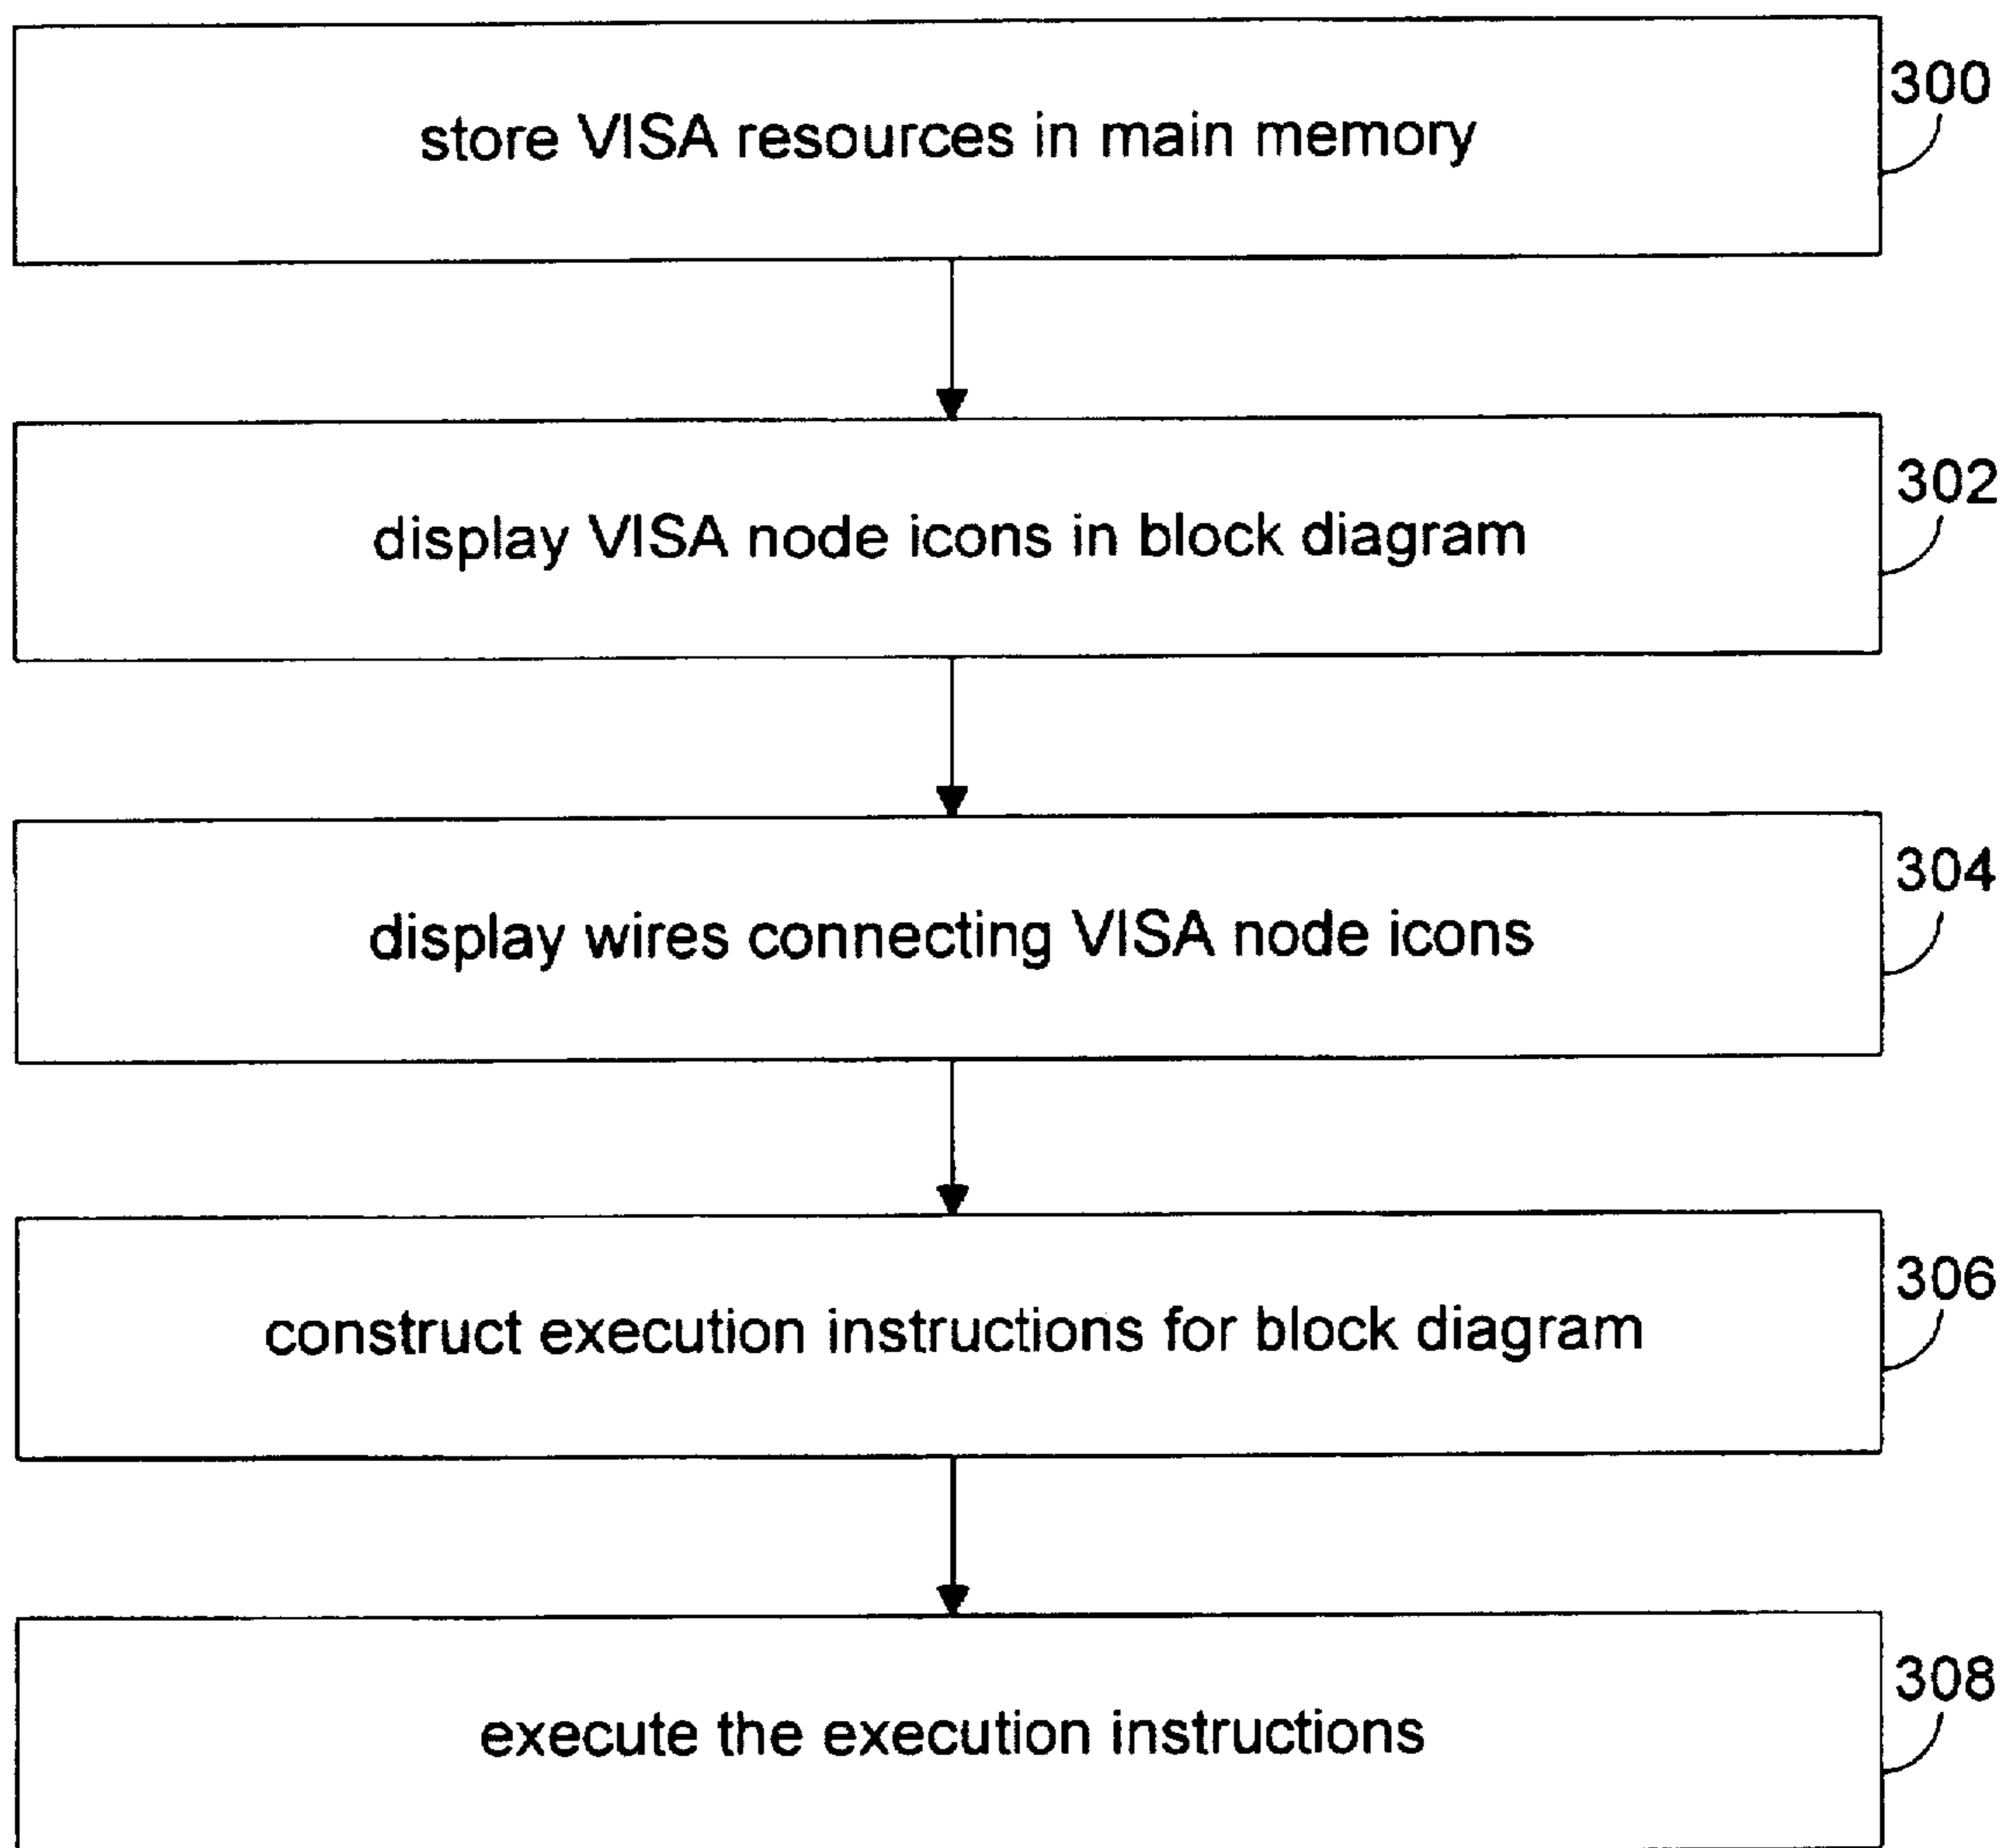 300
store VISA resources in main memory
302
display VISA node icons in block diagram
304
display wires connecting VISA node icons
306
construct execution instructions for block diagram
308
execute the execution instructions